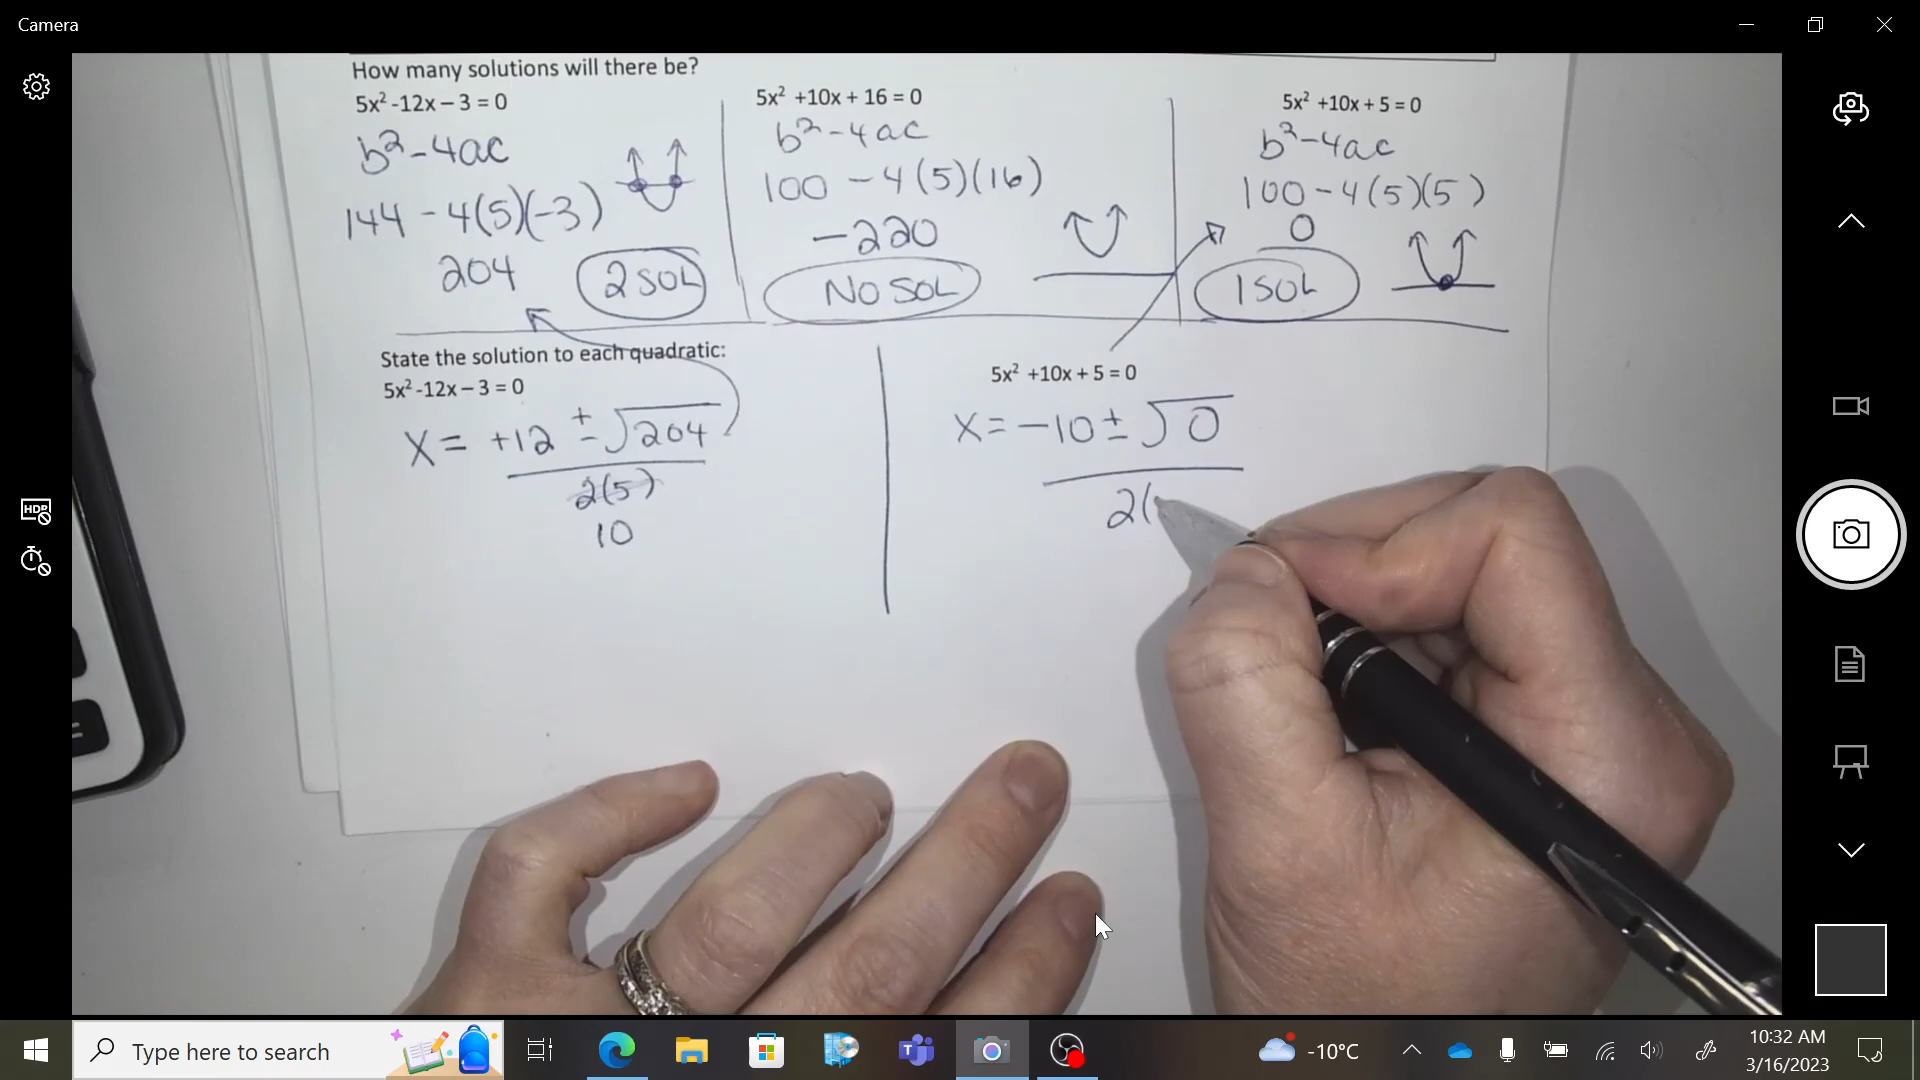 Camera
How many solutions will there be?
5x² -12x – 3 = 0
b² - 4ac
144 - 4(5)(-3)
204
2 SOL
5x² +10x + 16 = 0
b² - 4ac
100 - 4(5)(16)
-220
NO SOL
5x² +10x + 5 = 0
b² - 4ac
100 - 4(5)(5)
0
1 SOL
State the solution to each quadratic:
5x² -12x – 3 = 0
X = +12 ± √204
2(5)
10
5x² +10x + 5 = 0
X = -10 ± √0
2(
HDR
Type here to search
-10°C
10:32 AM
3/16/2023